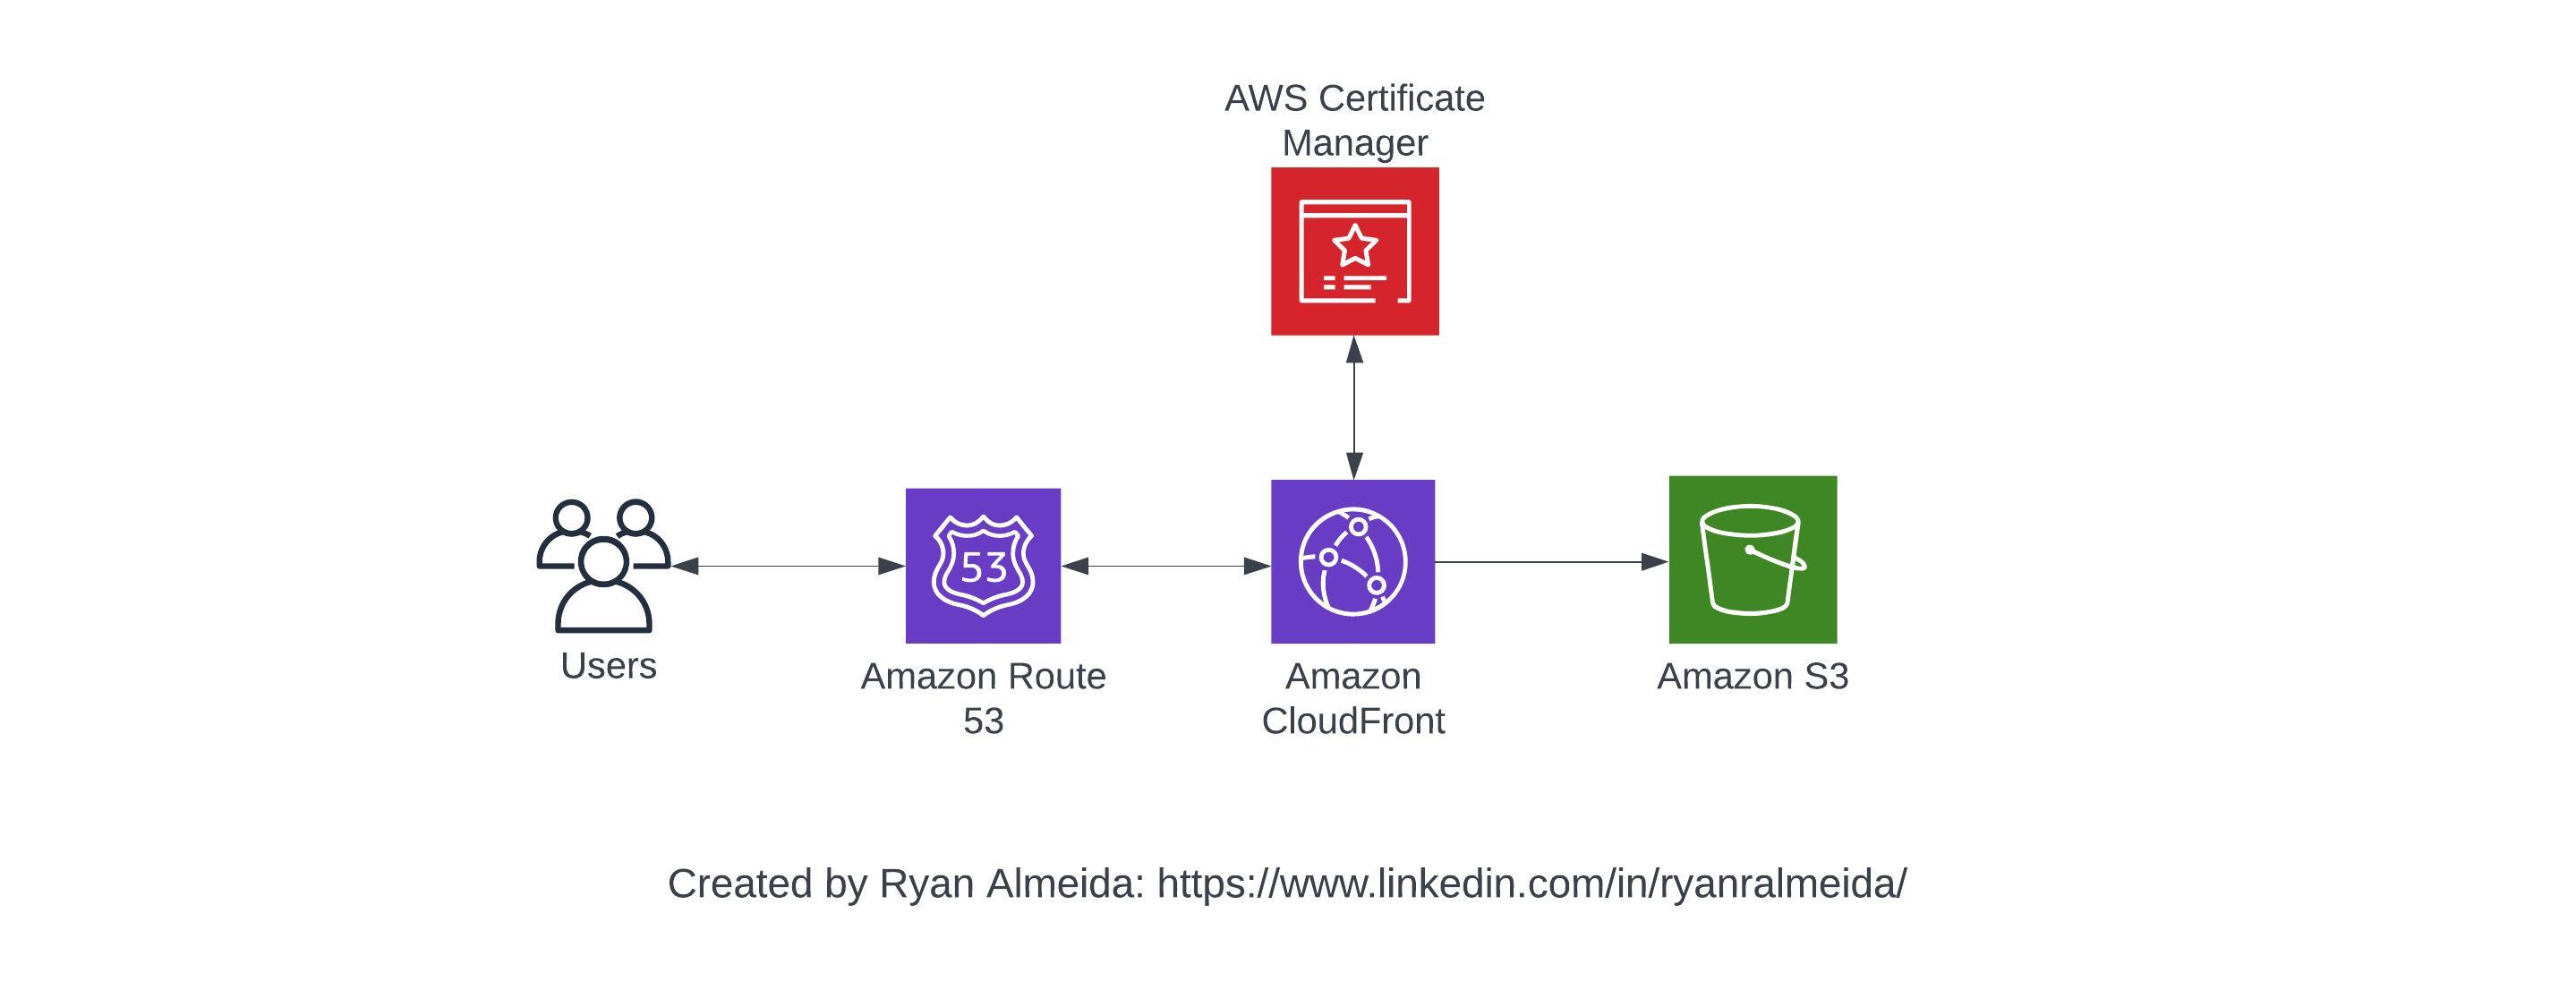 AWS Certificate
Manager
53
Users
Amazon Route
53
Amazon
CloudFront
Amazon S3
Created by Ryan Almeida: https://www.linkedin.com/in/ryanralmeida/